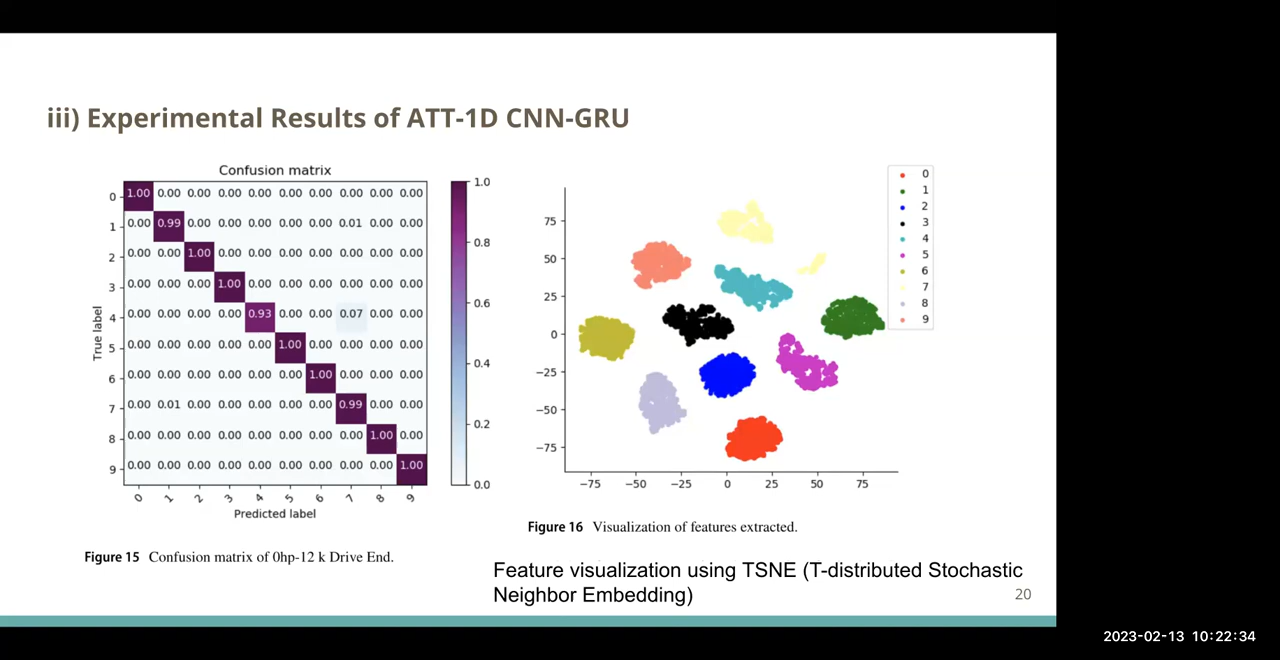 iii) Experimental Results of ATT-1D CNN-GRU
Confusion matrix
True label
0 1.00 0.00 0.00 0.00 0.00 0.00 0.00 0.00 0.00 0.00
1 0.00 0.99 0.00 0.00 0.00 0.00 0.00 0.01 0.00 0.00
2 0.00 0.00 1.00 0.00 0.00 0.00 0.00 0.00 0.00 0.00
3 0.00 0.00 0.00 1.00 0.00 0.00 0.00 0.00 0.00 0.00
4 0.00 0.00 0.00 0.00 0.93 0.00 0.00 0.07 0.00 0.00
5 0.00 0.00 0.00 0.00 0.00 1.00 0.00 0.00 0.00 0.00
6 0.00 0.00 0.00 0.00 0.00 0.00 1.00 0.00 0.00 0.00
7 0.00 0.01 0.00 0.00 0.00 0.00 0.00 0.99 0.00 0.00
8 0.00 0.00 0.00 0.00 0.00 0.00 0.00 0.00 1.00 0.00
9 0.00 0.00 0.00 0.00 0.00 0.00 0.00 0.00 0.00 1.00
0 1 2 3 4 5 6 7 8 9
Predicted label
1.0
0.8
0.6
0.4
0.2
0.0
Figure 15 Confusion matrix of 0hp-12 k Drive End.
75
50
25
0
−25
−50
−75
−75 −50 −25 0 25 50 75
0
1
2
3
4
5
6
7
8
9
Figure 16 Visualization of features extracted.
Feature visualization using TSNE (T-distributed Stochastic
Neighbor Embedding)
20
2023-02-13 10:22:34